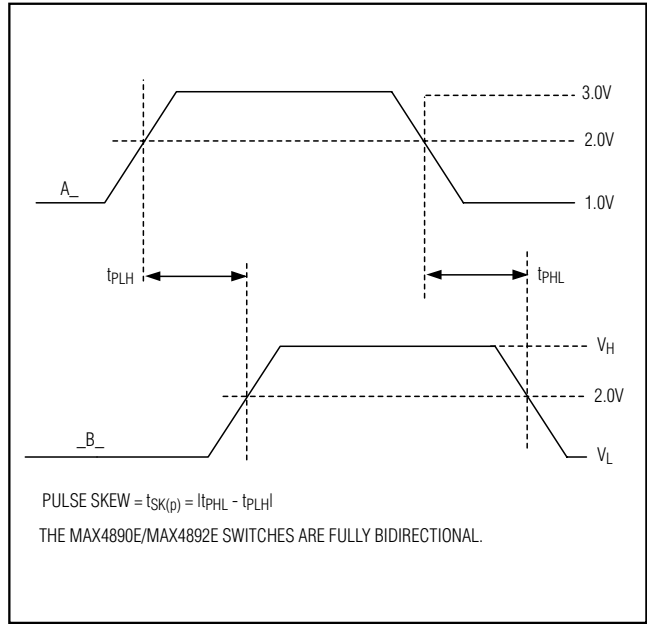 3.0V
2.0V
A_
1.0V
tPLH
tPHL
VH
2.0V
_B_
VL
PULSE SKEW = tSK(p) = |tPHL - tPLH|
THE MAX4890E/MAX4892E SWITCHES ARE FULLY BIDIRECTIONAL.